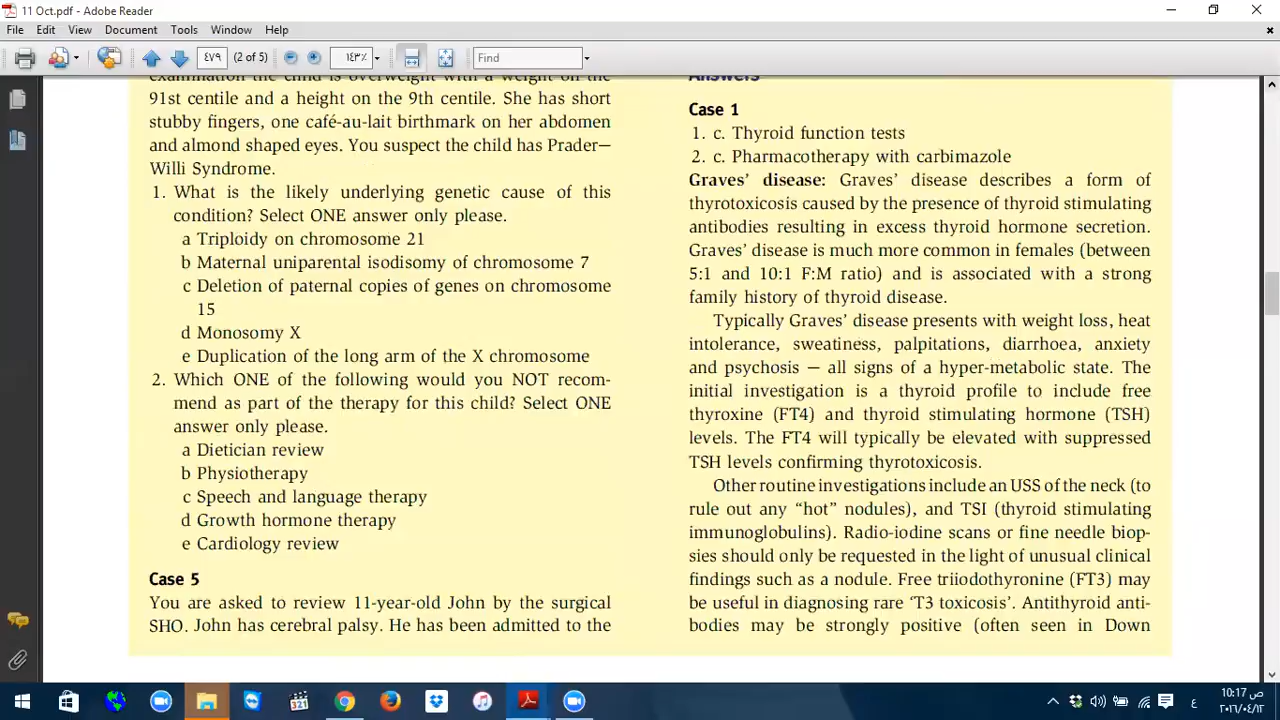 11 Oct.pdf - Adobe Reader
File Edit View Document Tools Window Help
٤٧٩ (2 of 5) ١٤٣% Find
examination the child is overweight with a weight on the
91st centile and a height on the 9th centile. She has short
stubby fingers, one café-au-lait birthmark on her abdomen
and almond shaped eyes. You suspect the child has Prader—
Willi Syndrome.
1. What is the likely underlying genetic cause of this
condition? Select ONE answer only please.
a Triploidy on chromosome 21
b Maternal uniparental isodisomy of chromosome 7
c Deletion of paternal copies of genes on chromosome
15
d Monosomy X
e Duplication of the long arm of the X chromosome
2. Which ONE of the following would you NOT recom-
mend as part of the therapy for this child? Select ONE
answer only please.
a Dietician review
b Physiotherapy
c Speech and language therapy
d Growth hormone therapy
e Cardiology review
Case 5
You are asked to review 11-year-old John by the surgical
SHO. John has cerebral palsy. He has been admitted to the
Answers
Case 1
1. c. Thyroid function tests
2. c. Pharmacotherapy with carbimazole
Graves’ disease: Graves’ disease describes a form of
thyrotoxicosis caused by the presence of thyroid stimulating
antibodies resulting in excess thyroid hormone secretion.
Graves’ disease is much more common in females (between
5:1 and 10:1 F:M ratio) and is associated with a strong
family history of thyroid disease.
Typically Graves’ disease presents with weight loss, heat
intolerance, sweatiness, palpitations, diarrhoea, anxiety
and psychosis — all signs of a hyper-metabolic state. The
initial investigation is a thyroid profile to include free
thyroxine (FT4) and thyroid stimulating hormone (TSH)
levels. The FT4 will typically be elevated with suppressed
TSH levels confirming thyrotoxicosis.
Other routine investigations include an USS of the neck (to
rule out any “hot” nodules), and TSI (thyroid stimulating
immunoglobulins). Radio-iodine scans or fine needle biop-
sies should only be requested in the light of unusual clinical
findings such as a nodule. Free triiodothyronine (FT3) may
be useful in diagnosing rare ‘T3 toxicosis’. Antithyroid anti-
bodies may be strongly positive (often seen in Down
321
ع
10:17 ص
٢٠١٦/٠٤/١٢